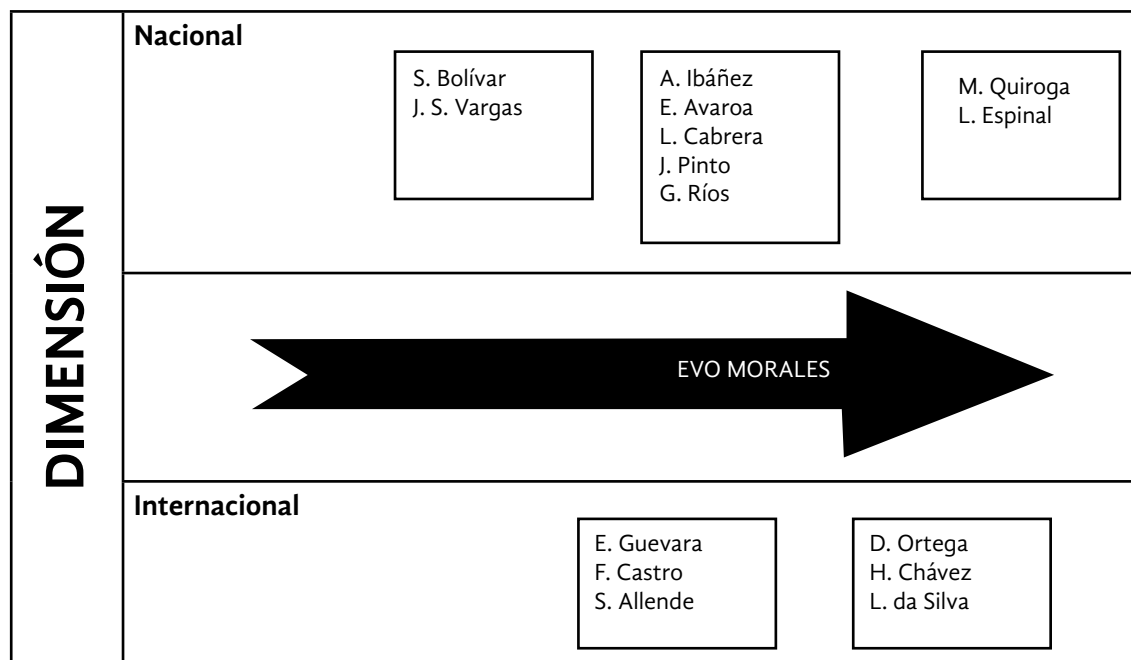 DIMENSIÓN
Nacional
S. Bolívar
J. S. Vargas
A. Ibáñez
E. Avaroa
L. Cabrera
J. Pinto
G. Ríos
M. Quiroga
L. Espinal
EVO MORALES
Internacional
E. Guevara
F. Castro
S. Allende
D. Ortega
H. Chávez
L. da Silva